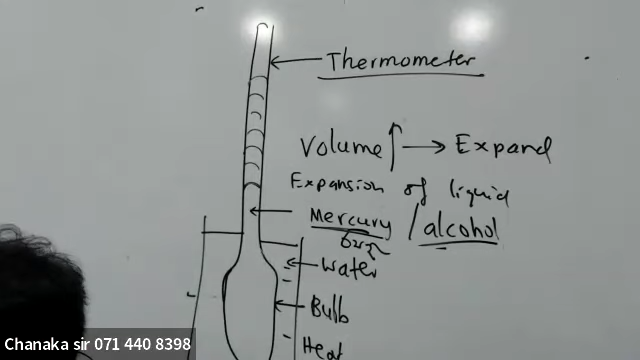 Thermometer
Volume ↑ → Expand
Expansion of liquid
Mercury / alcohol
Water
Bulb
Heat
Chanaka sir 071 440 8398